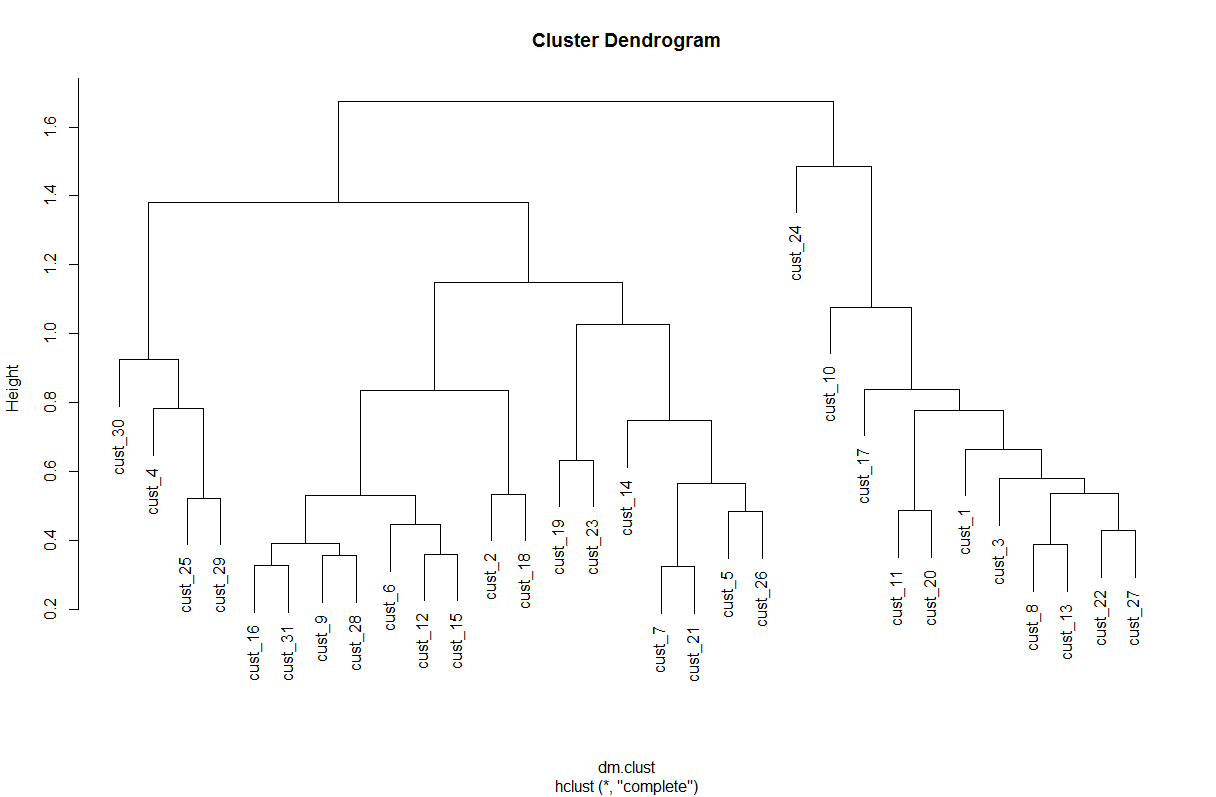 Cluster Dendrogram
Height
1.6
1.4
1.2
1.0
0.8
0.6
0.4
0.2
cust_30
cust_4
cust_25
cust_29
cust_16
cust_31
cust_9
cust_28
cust_6
cust_12
cust_15
cust_2
cust_18
cust_19
cust_23
cust_14
cust_7
cust_21
cust_5
cust_26
cust_24
cust_10
cust_17
cust_11
cust_20
cust_1
cust_3
cust_8
cust_13
cust_22
cust_27
dm.clust
hclust (*, "complete")